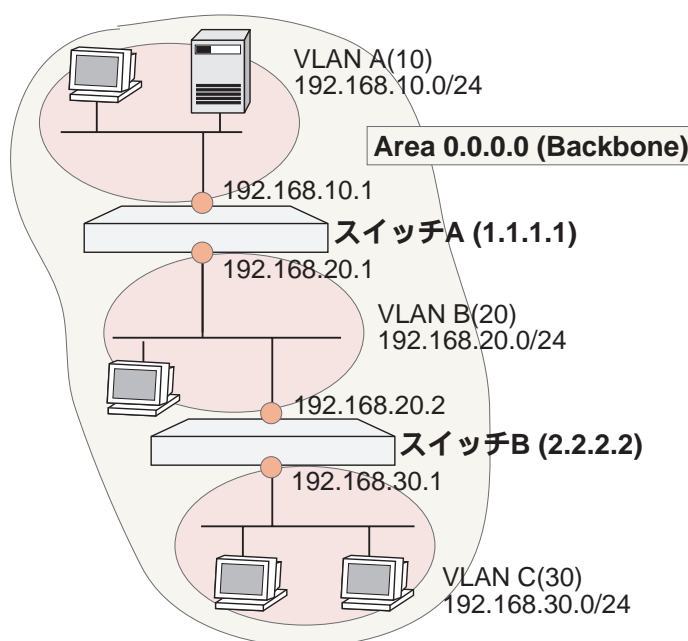 VLAN A(10)
192.168.10.0/24
Area 0.0.0.0 (Backbone)
192.168.10.1
スイッチA (1.1.1.1)
192.168.20.1
VLAN B(20)
192.168.20.0/24
192.168.20.2
スイッチB (2.2.2.2)
192.168.30.1
VLAN C(30)
192.168.30.0/24